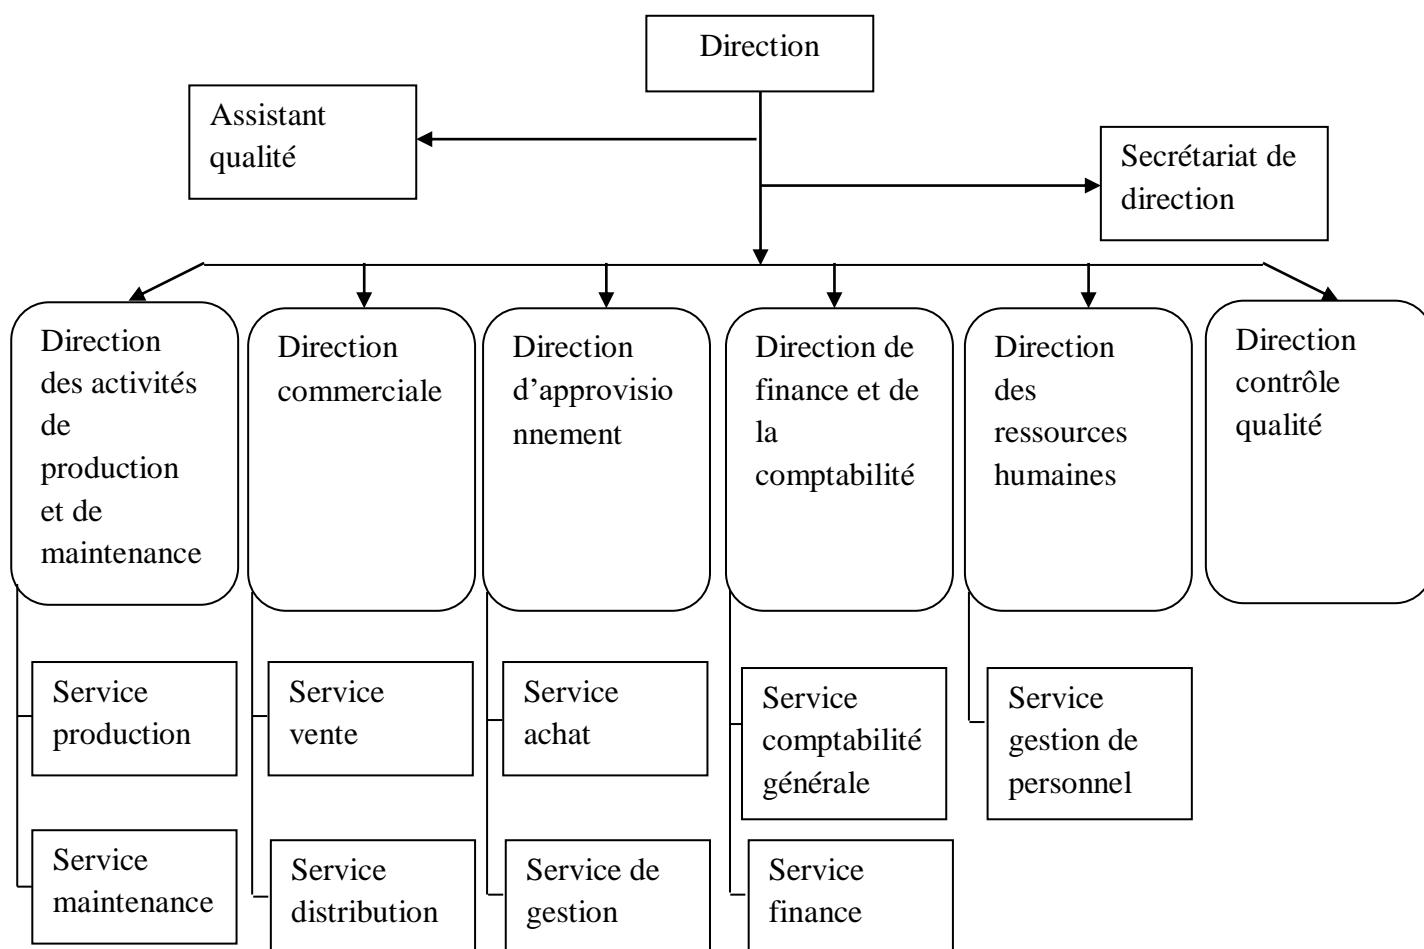 Direction
Assistant
qualité
Secrétariat de
direction
Direction
des activités
de
production
et de
maintenance
Direction
commerciale
Direction
d’approvisio
nnement
Direction de
finance et de
la
comptabilité
Direction
des
ressources
humaines
Direction
contrôle
qualité
Service
production
Service
vente
Service
achat
Service
comptabilité
générale
Service
gestion de
personnel
Service
maintenance
Service
distribution
Service de
gestion
Service
finance